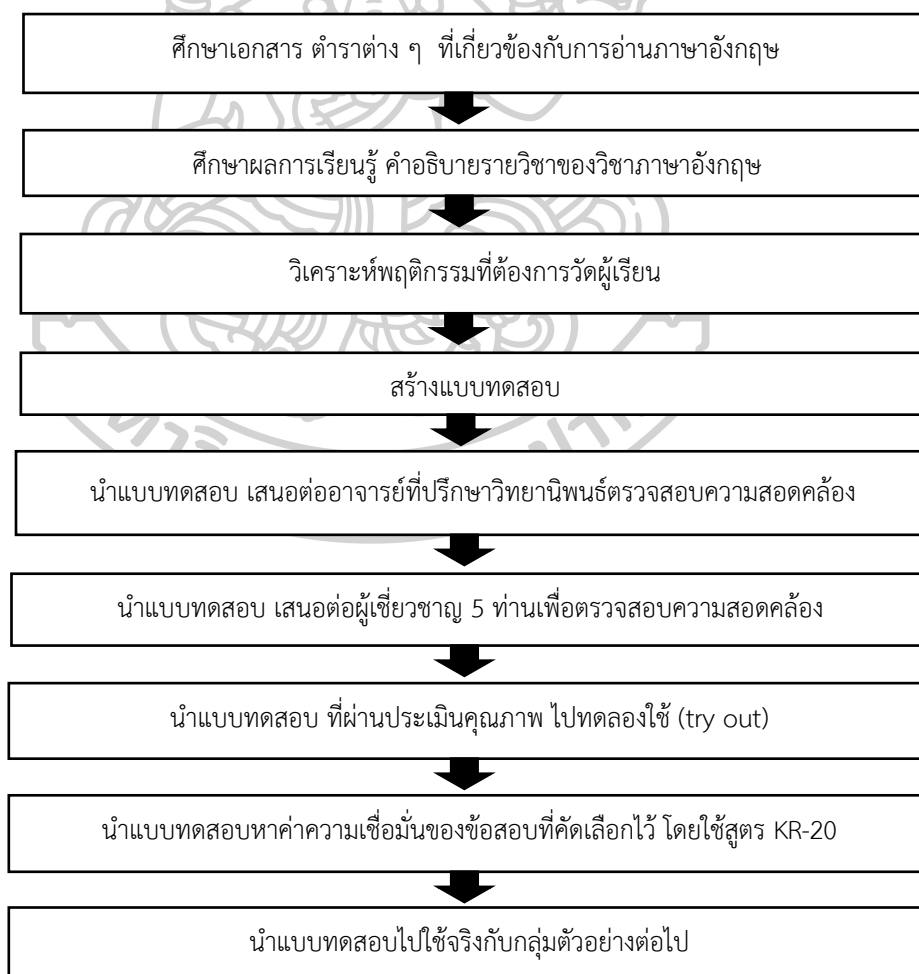 ศึกษาเอกสาร ตำราต่าง ๆ ที่เกี่ยวข้องกับการอ่านภาษาอังกฤษ
ศึกษาผลการเรียนรู้ คำอธิบายรายวิชาของวิชาภาษาอังกฤษ
วิเคราะห์พฤติกรรมที่ต้องการวัดผู้เรียน
สร้างแบบทดสอบ
นำแบบทดสอบ เสนอต่ออาจารย์ที่ปรึกษาวิทยานิพนธ์ตรวจสอบความสอดคล้อง
นำแบบทดสอบ เสนอต่อผู้เชี่ยวชาญ 5 ท่านเพื่อตรวจสอบความสอดคล้อง
นำแบบทดสอบ ที่ผ่านประเมินคุณภาพ ไปทดลองใช้ (try out)
นำแบบทดสอบหาค่าความเชื่อมั่นของข้อสอบที่คัดเลือกไว้ โดยใช้สูตร KR-20
นำแบบทดสอบไปใช้จริงกับกลุ่มตัวอย่างต่อไป